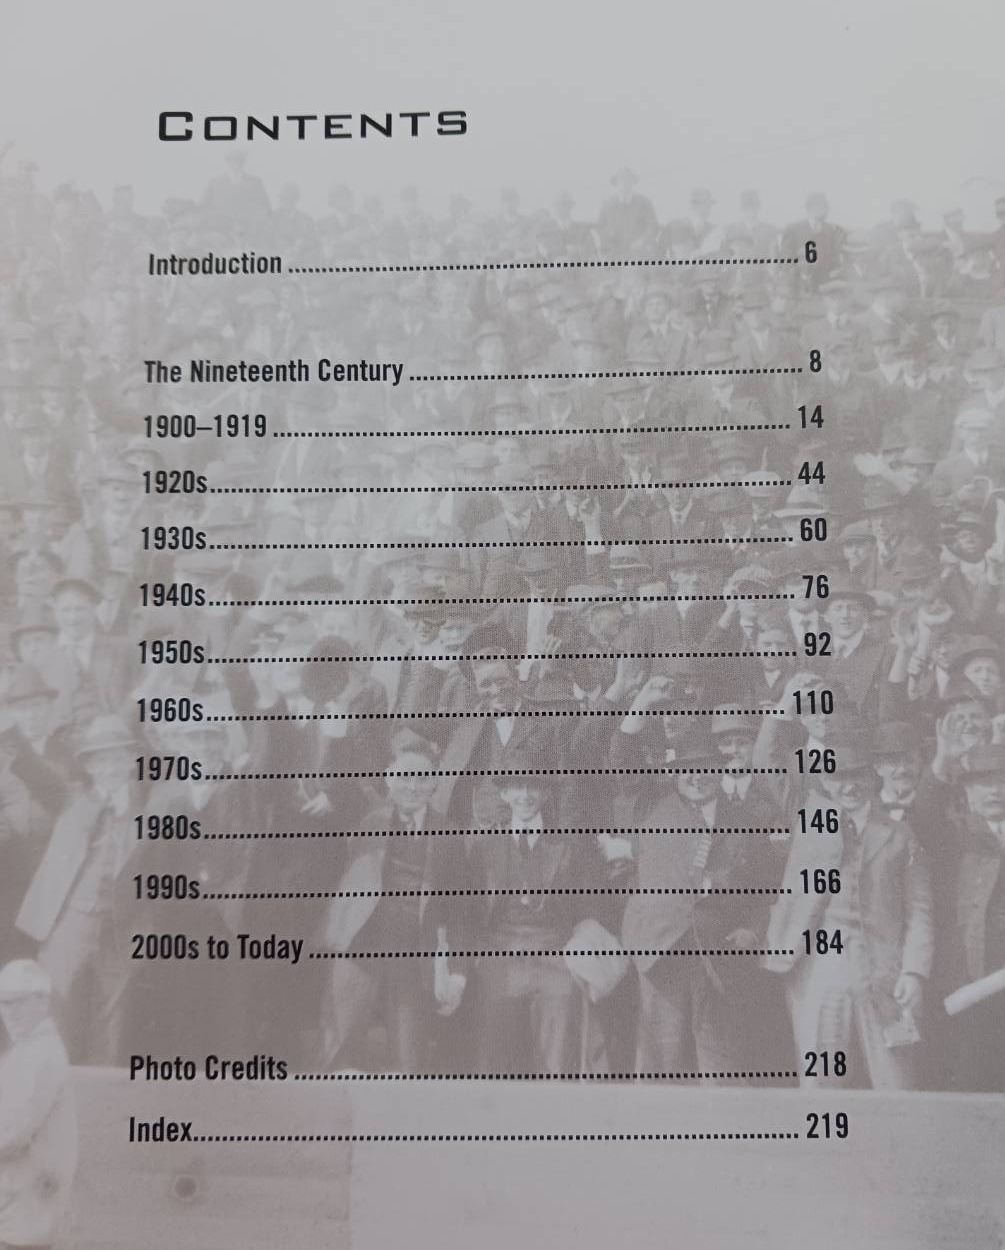 CONTENTS
Introduction ........................................................................ 6
The Nineteenth Century ........................................................ 8
1900–1919 ......................................................................... 14
1920s.................................................................................. 44
1930s.................................................................................. 60
1940s.................................................................................. 76
1950s.................................................................................. 92
1960s................................................................................. 110
1970s................................................................................. 126
1980s................................................................................. 146
1990s................................................................................. 166
2000s to Today .................................................................... 184
Photo Credits ...................................................................... 218
Index.................................................................................. 219